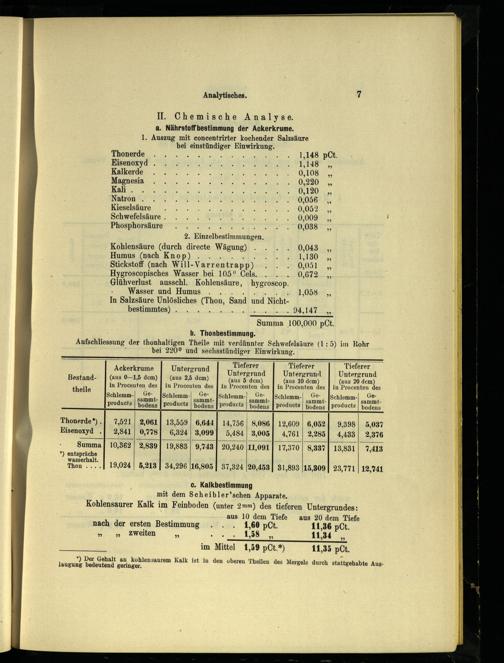 Analytisches. 7
II. Chemische Analyse.
a. Nährstoffbestimmung der Ackerkrume.
1. Auszug mit concentrirter kochender Salzsäure
bei einstündiger Einwirkung.
Thonerde . . . . . . . . . . . . 1,148 pCt.
Eisenoxyd . . . . . . . . . . . . 1,148 „
Kalkerde . . . . . . . . . . . . 0,108 „
Magnesia . . . . . . . . . . . . 0,220 „
Kali . . . . . . . . . . . . . 0,120 „
Natron . . . . . . . . . . . . 0,056 „
Kieselsäure . . . . . . . . . . . 0,052 „
Schwefelsäure . . . . . . . . . . . 0,009 „
Phosphorsäure . . . . . . . . . . 0,038 „
2. Einzelbestimmungen.
Kohlensäure (durch directe Wägung) . . . . 0,043 „
Humus (nach Knop) . . . . . . . . . 1,130 „
Stickstoff (nach Will-Varrentrapp) . . . . 0,051 „
Hygroscopisches Wasser bei 105° Cels. . . . . 0,672 „
Glühverlust ausschl. Kohlensäure, hygroscop.
Wasser und Humus . . . . . . . . 1,058 „
In Salzsäure Unlösliches (Thon, Sand und Nicht-
bestimmtes) . . . . . . . . . . . 94,147 „
Summa 100,000 pCt.
b. Thonbestimmung.
Aufschliessung der thonhaltigen Theile mit verdünnter Schwefelsäure (1 : 5) im Rohr
bei 220° und sechsstündiger Einwirkung.
Bestand-
theile
Ackerkrume
(aus 0—1,5 dcm)
in Procenten des
Schlemm-
products
Ge-
sammt-
bodens
Untergrund
(aus 2,5 dcm)
in Procenten des
Schlemm-
products
Ge-
sammt-
bodens
Tieferer
Untergrund
(aus 5 dcm)
in Procenten des
Schlemm-
products
Ge-
sammt-
bodens
Tieferer
Untergrund
(aus 10 dcm)
in Procenten des
Schlemm-
products
Ge-
sammt-
bodens
Tieferer
Untergrund
(aus 20 dcm)
in Procenten des
Schlemm-
products
Ge-
sammt-
bodens
Thonerde*) . 7,521 2,061 13,559 6,644 14,756 8,086 12,609 6,052 9,398 5,037
Eisenoxyd . 2,841 0,778 6,324 3,099 5,484 3,005 4,761 2,285 4,433 2,376
Summa 10,362 2,839 19,883 9,743 20,240 11,091 17,370 8,337 13,831 7,413
*) entspräche
wasserhalt.
Thon . . . . 19,024 5,213 34,296 16,805 37,324 20,453 31,893 15,309 23,771 12,741
c. Kalkbestimmung
mit dem Scheibler'schen Apparate.
Kohlensaurer Kalk im Feinboden (unter 2mm) des tieferen Untergrundes:
aus 10 dem Tiefe aus 20 dem Tiefe
nach der ersten Bestimmung . . . 1,60 pCt. 11,36 pCt.
„ „ zweiten „ . . . 1,58 „ 11,34 „
im Mittel 1,59 pCt.*) 11,35 pCt.
*) Der Gehalt an kohlensaurem Kalk ist in den oberen Theilen des Mergels durch stattgehabte Aus-
laugung bedeutend geringer.